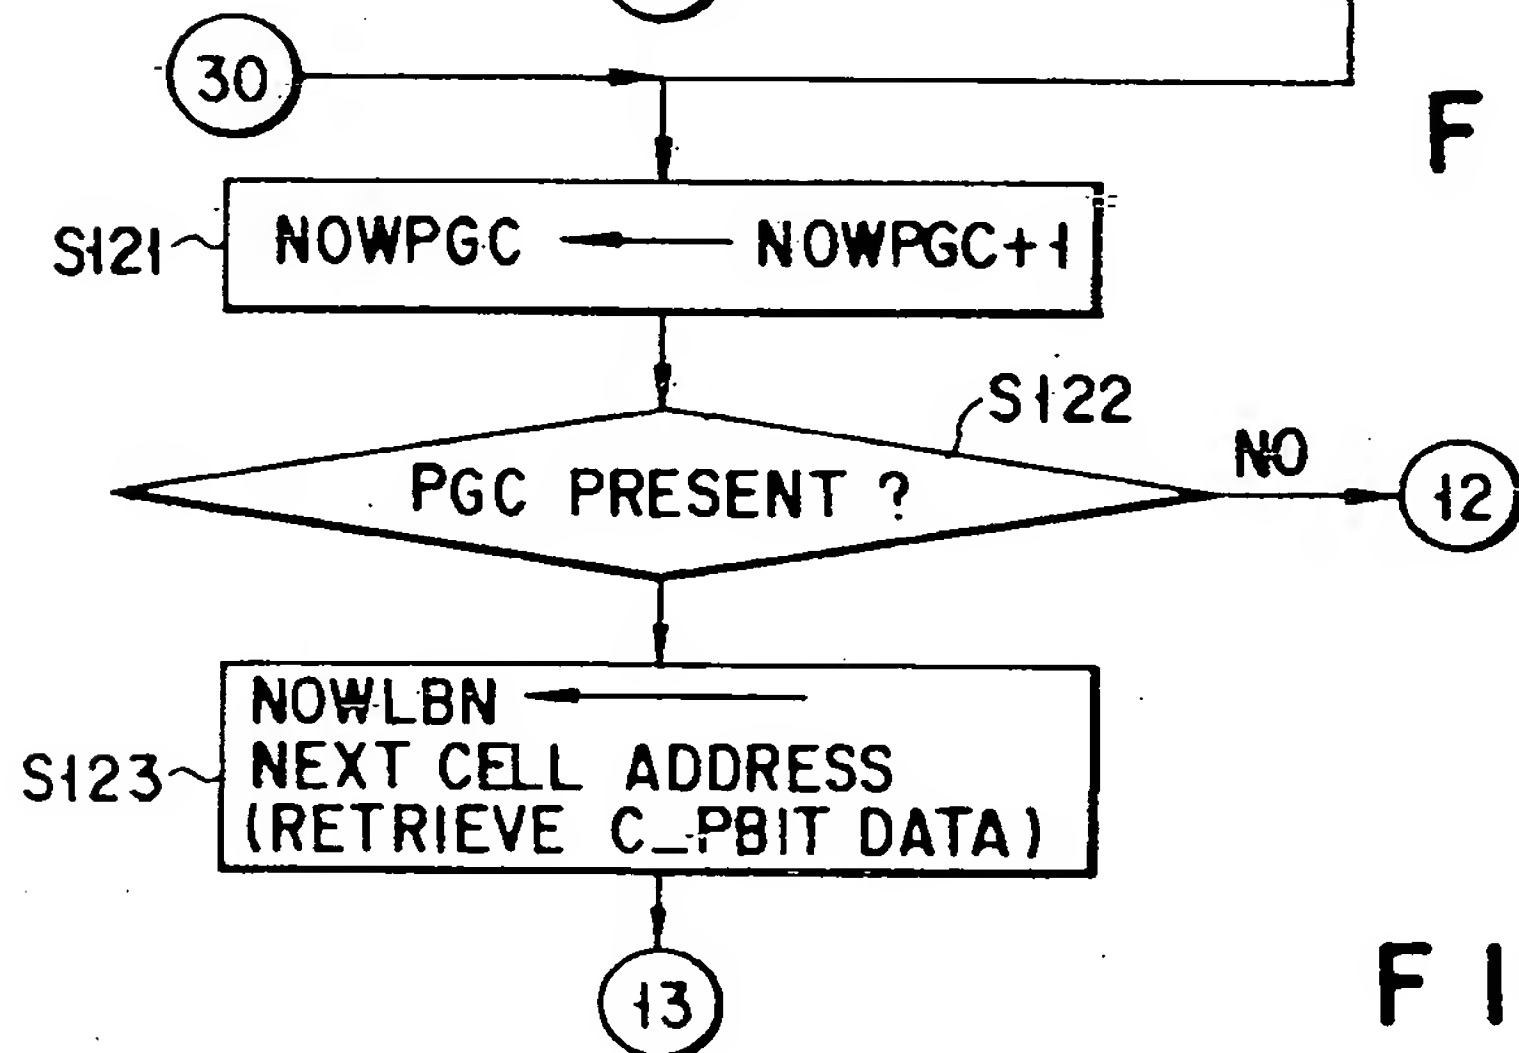 30
F
S121
NOWPGC ← NOWPGC+1
S122
PGC PRESENT ?
NO
12
NOWLBN ←
S123
NEXT CELL ADDRESS
(RETRIEVE C_PBIT DATA)
13
F I